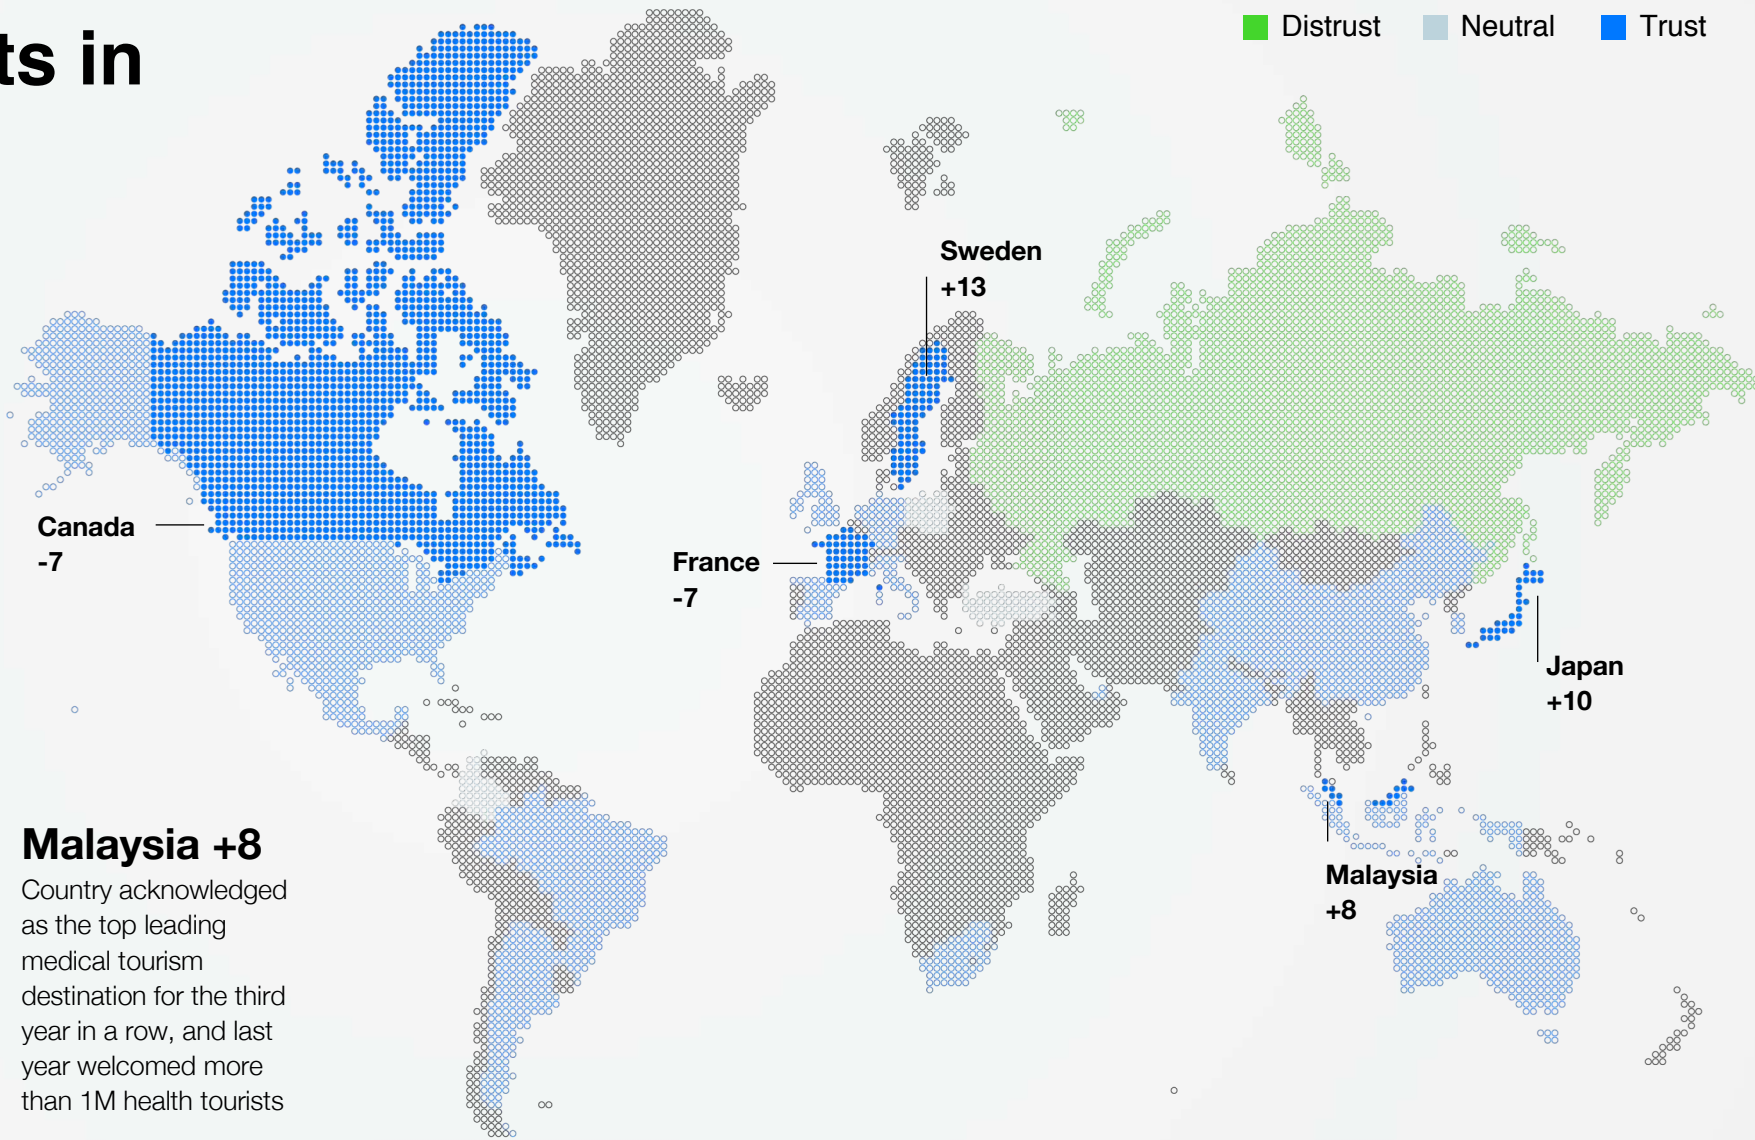 ts in
Distrust
Neutral
Trust
Sweden
+13
Canada
-7
France
-7
Japan
+10
Malaysia
+8
Malaysia +8
Country acknowledged
as the top leading
medical tourism
destination for the third
year in a row, and last
year welcomed more
than 1M health tourists